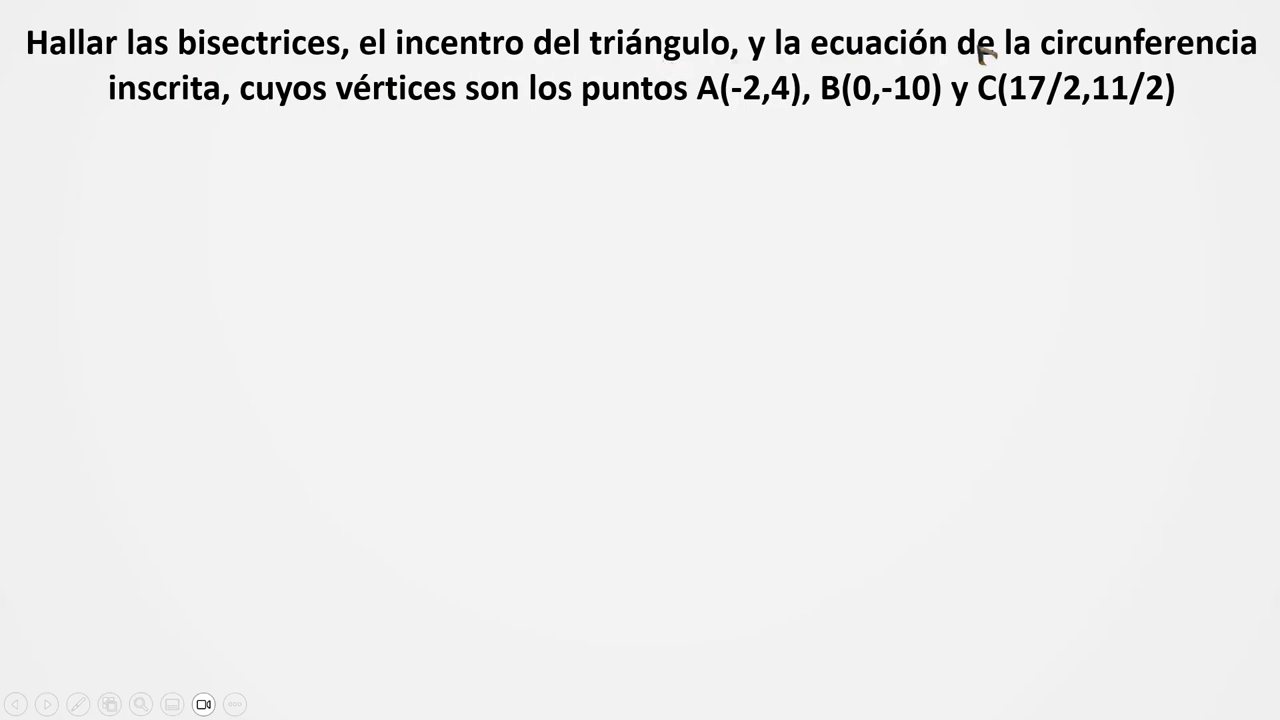 Hallar las bisectrices, el incentro del triángulo, y la ecuación de la circunferencia
inscrita, cuyos vértices son los puntos A(-2,4), B(0,-10) y C(17/2,11/2)